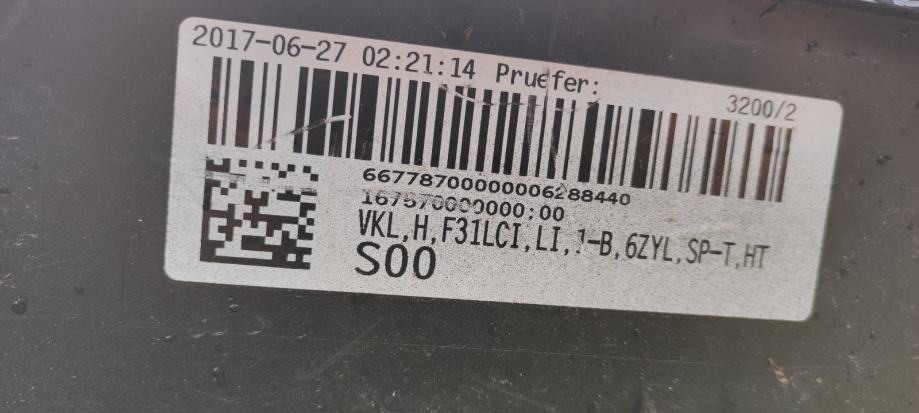 2017-06-27 02:21:14 Pruefer:
3200/2
66778700000006288440
167570000000;00
VKL,H,F31LCI,LI,1-B,6ZYL,SP-T,HT
S00